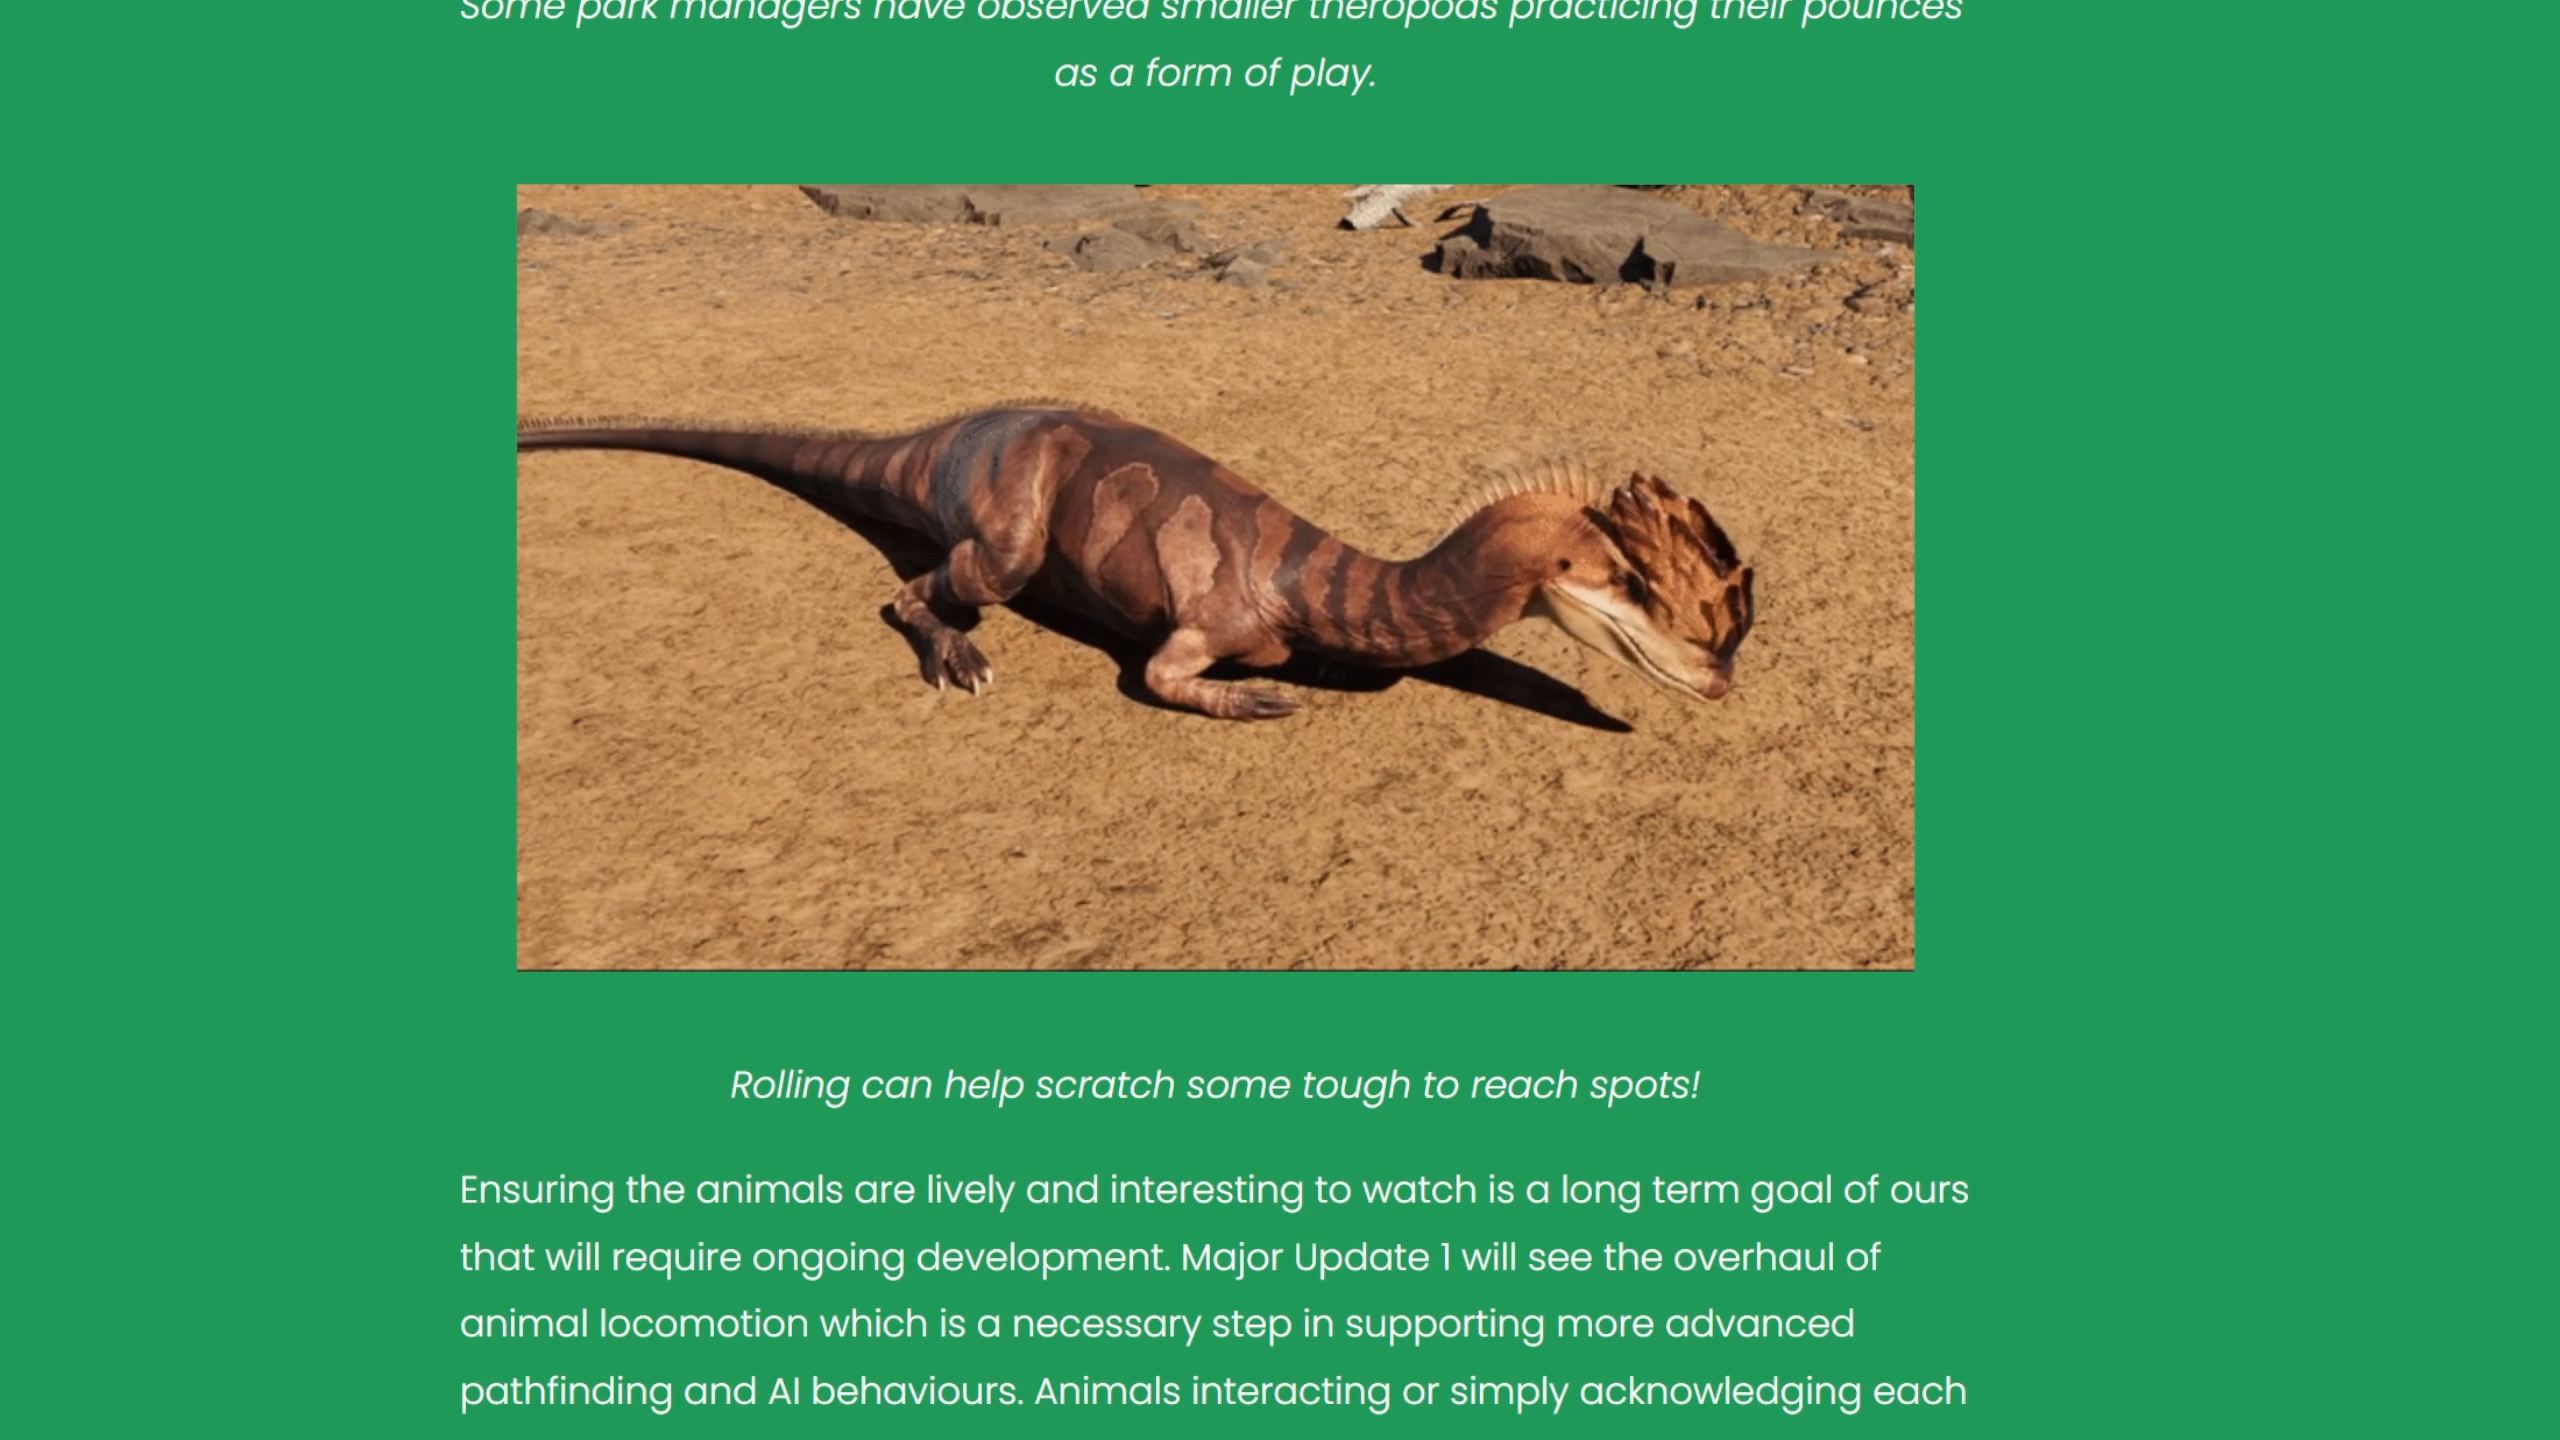 Some park managers have observed smaller theropods practicing their pounces
as a form of play.
Rolling can help scratch some tough to reach spots!
Ensuring the animals are lively and interesting to watch is a long term goal of ours
that will require ongoing development. Major Update 1 will see the overhaul of
animal locomotion which is a necessary step in supporting more advanced
pathfinding and AI behaviours. Animals interacting or simply acknowledging each